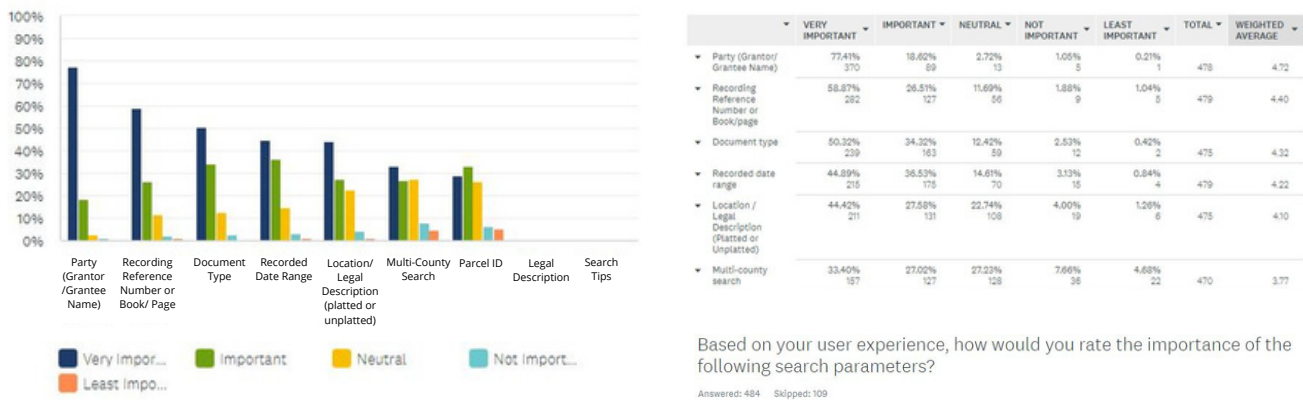 100%
90%
80%
70%
60%
50%
40%
30%
20%
10%
0%
Party
(Grantor
/Grantee
Name)
Recording
Reference
Number or
Book/ Page
Document
Type
Recorded
Date Range
Location/
Legal
Description
(platted or
unplatted)
Multi-County
Search
Parcel ID
Legal
Description
Search
Tips
Very Impor...
Important
Neutral
Not Import...
Least Impo...
VERY IMPORTANT IMPORTANT NEUTRAL NOT IMPORTANT LEAST IMPORTANT TOTAL WEIGHTED AVERAGE
Party (Grantor/ 77.41% 18.62% 2.72% 1.05% 0.21%
Grantee Name) 370 89 13 5 1 478 4.72
Recording 58.87% 26.51% 11.69% 1.88% 1.04%
Reference 282 127 56 9 5 479 4.40
Number or
Book/page
Document type 50.32% 34.32% 12.42% 2.53% 0.42%
239 163 59 12 2 475 4.32
Recorded date 44.89% 36.53% 14.61% 3.13% 0.84%
range 215 175 70 15 4 479 4.22
Location / 44.42% 27.58% 22.74% 4.00% 1.26%
Legal 211 131 108 19 6 475 4.10
Description
(Platted or
Unplatted)
Multi-county 33.40% 27.02% 27.23% 7.66% 4.68%
search 157 127 128 36 22 470 3.77
Based on your user experience, how would you rate the importance of the
following search parameters?
Answered: 484 Skipped: 109